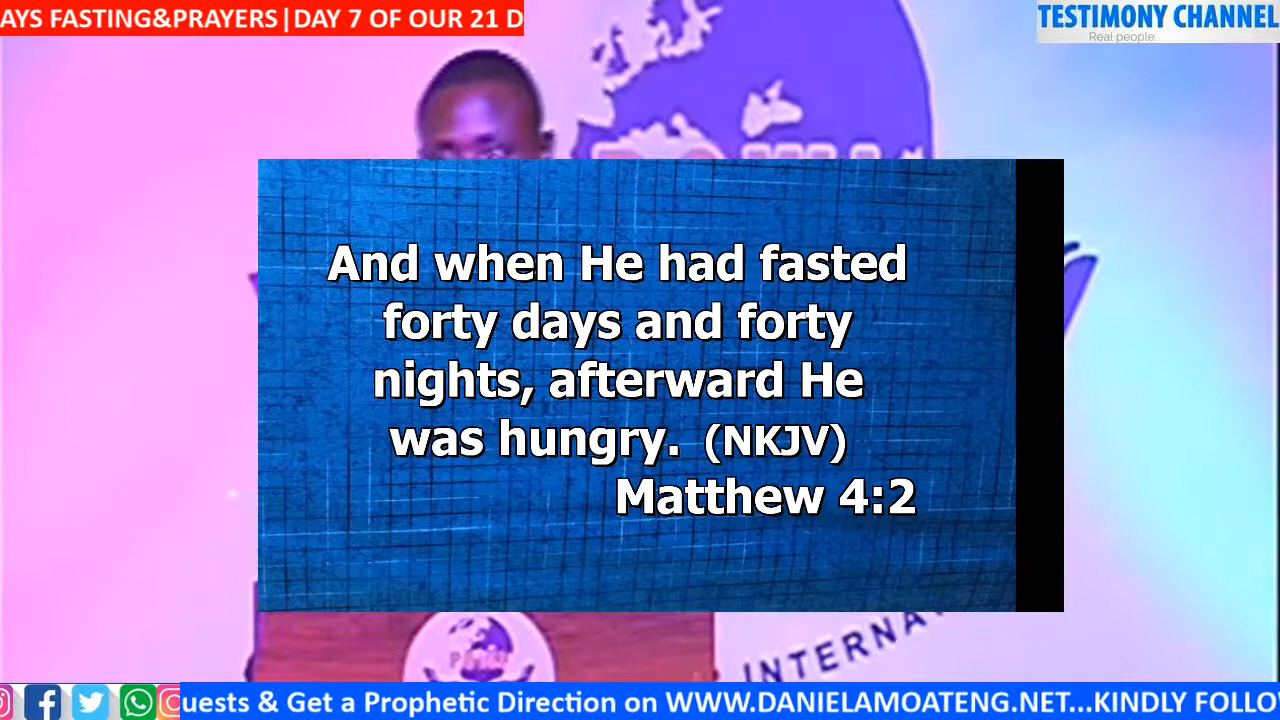 AYS FASTING&PRAYERS|DAY 7 OF OUR 21 D
TESTIMONY CHANNEL
Real people.
And when He had fasted
forty days and forty
nights, afterward He
was hungry. (NKJV)
Matthew 4:2
INTERNA
uests & Get a Prophetic Direction on WWW.DANIELAMOATENG.NET...KINDLY FOLLO